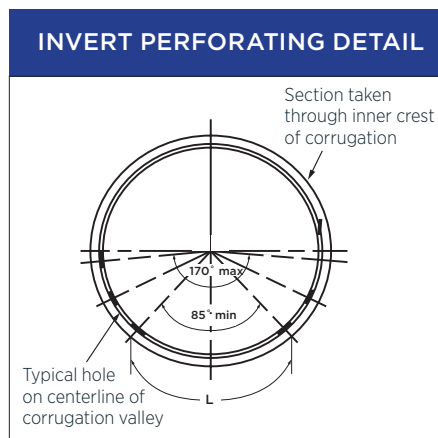 INVERT PERFORATING DETAIL
Section taken
through inner crest
of corrugation
170° max
85° min
Typical hole
on centerline of
corrugation valley
L